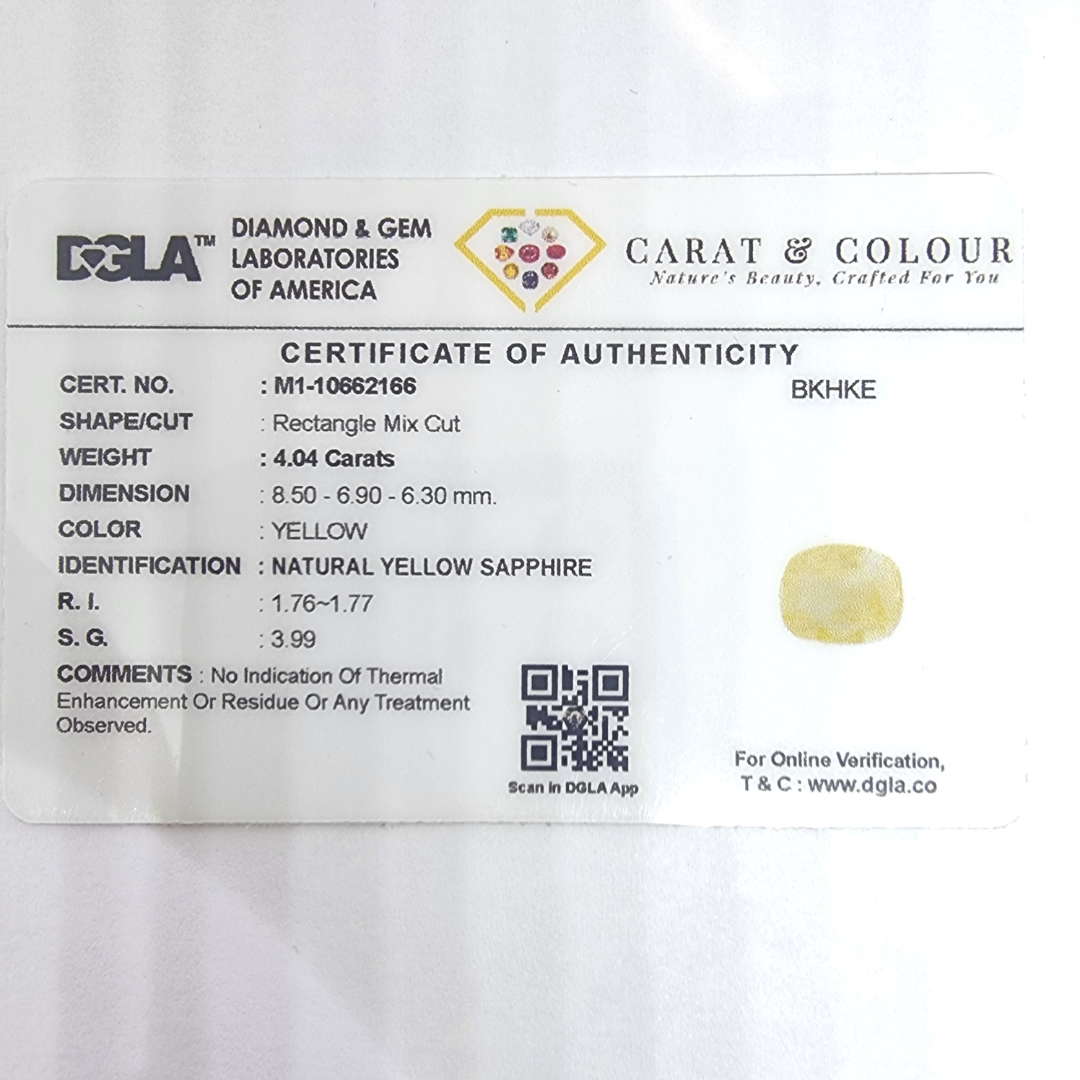 DGLA™
DIAMOND & GEM
LABORATORIES
OF AMERICA
CARAT & COLOUR
Nature's Beauty, Crafted For You
CERTIFICATE OF AUTHENTICITY
CERT. NO. : M1-10662166
BKHKE
SHAPE/CUT : Rectangle Mix Cut
WEIGHT : 4.04 Carats
DIMENSION : 8.50 - 6.90 - 6.30 mm.
COLOR : YELLOW
IDENTIFICATION : NATURAL YELLOW SAPPHIRE
R. I. : 1.76~1.77
S. G. : 3.99
COMMENTS : No Indication Of Thermal
Enhancement Or Residue Or Any Treatment
Observed.
Scan in DGLA App
For Online Verification,
T & C : www.dgla.co